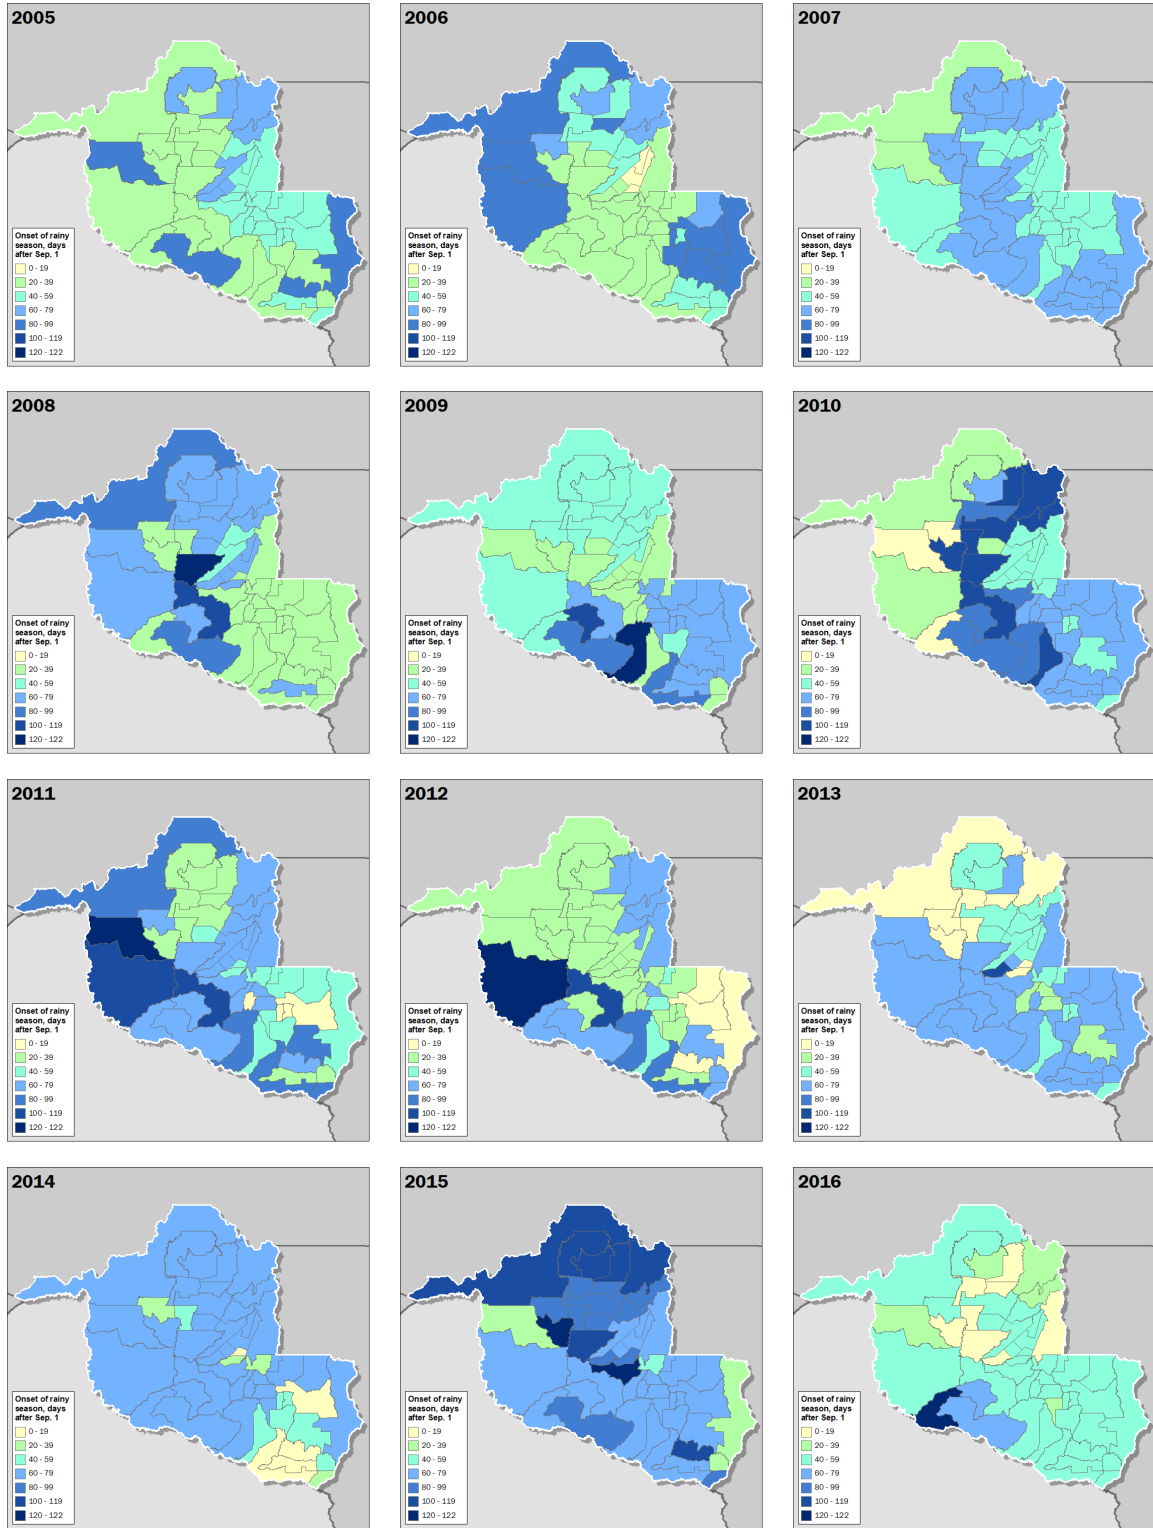 2005
Onset of rainy
season, days
after Sep. 1
0 - 19
20 - 39
40 - 59
60 - 79
80 - 99
100 - 119
120 - 122
2006
Onset of rainy
season, days
after Sep. 1
0 - 19
20 - 39
40 - 59
60 - 79
80 - 99
100 - 119
120 - 122
2007
Onset of rainy
season, days
after Sep. 1
0 - 19
20 - 39
40 - 59
60 - 79
80 - 99
100 - 119
120 - 122
2008
Onset of rainy
season, days
after Sep. 1
0 - 19
20 - 39
40 - 59
60 - 79
80 - 99
100 - 119
120 - 122
2009
Onset of rainy
season, days
after Sep. 1
0 - 19
20 - 39
40 - 59
60 - 79
80 - 99
100 - 119
120 - 122
2010
Onset of rainy
season, days
after Sep. 1
0 - 19
20 - 39
40 - 59
60 - 79
80 - 99
100 - 119
120 - 122
2011
Onset of rainy
season, days
after Sep. 1
0 - 19
20 - 39
40 - 59
60 - 79
80 - 99
100 - 119
120 - 122
2012
Onset of rainy
season, days
after Sep. 1
0 - 19
20 - 39
40 - 59
60 - 79
80 - 99
100 - 119
120 - 122
2013
Onset of rainy
season, days
after Sep. 1
0 - 19
20 - 39
40 - 59
60 - 79
80 - 99
100 - 119
120 - 122
2014
Onset of rainy
season, days
after Sep. 1
0 - 19
20 - 39
40 - 59
60 - 79
80 - 99
100 - 119
120 - 122
2015
Onset of rainy
season, days
after Sep. 1
0 - 19
20 - 39
40 - 59
60 - 79
80 - 99
100 - 119
120 - 122
2016
Onset of rainy
season, days
after Sep. 1
0 - 19
20 - 39
40 - 59
60 - 79
80 - 99
100 - 119
120 - 122